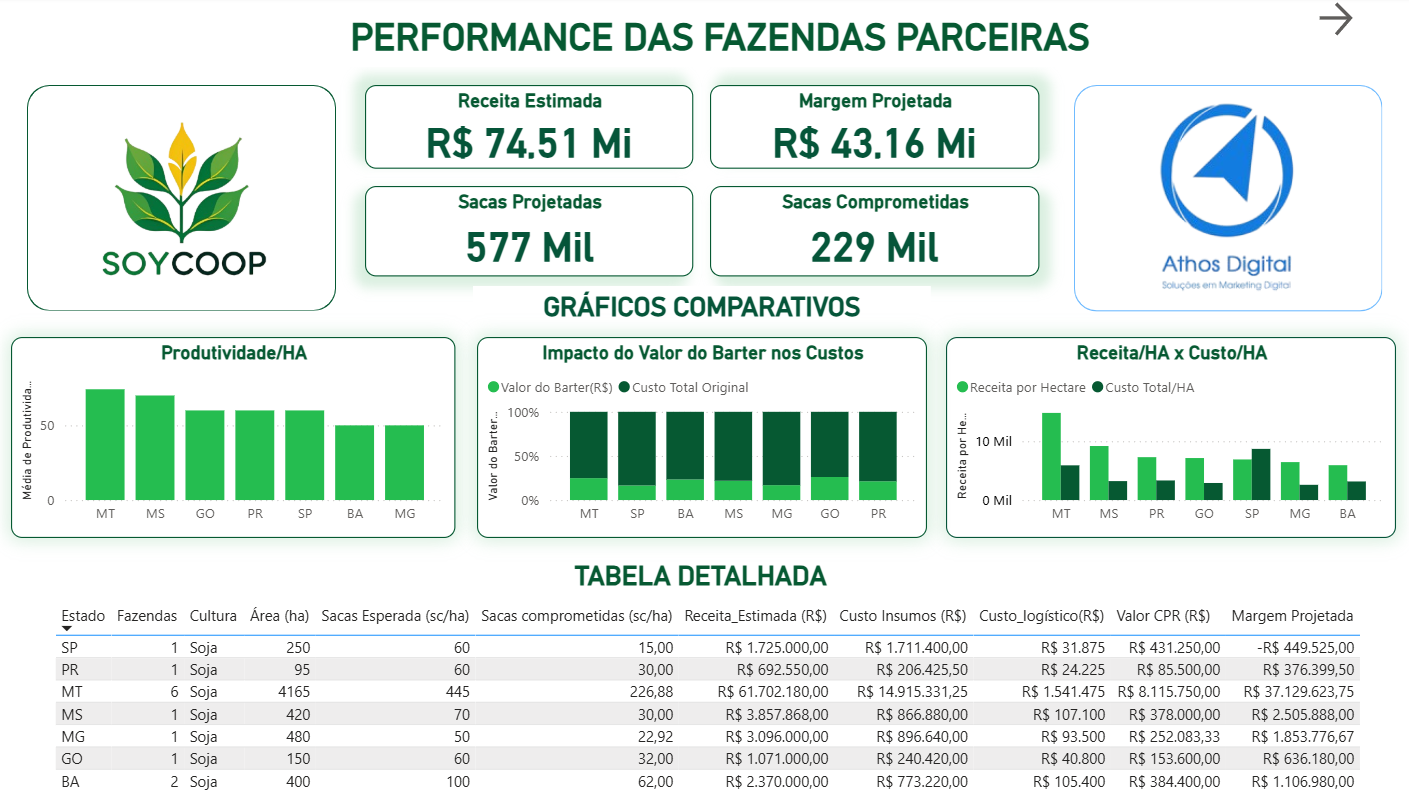 PERFORMANCE DAS FAZENDAS PARCEIRAS
SOYCOOP
Receita Estimada
R$ 74,51 Mi
Margem Projetada
R$ 43,16 Mi
Sacas Projetadas
577 Mil
Sacas Comprometidas
229 Mil
Athos Digital
Soluções em Marketing Digital
GRÁFICOS COMPARATIVOS
Produtividade/HA
Média de Produtivida...
50
0
MT MS GO PR SP BA MG
Impacto do Valor do Barter nos Custos
Valor do Barter(R$) Custo Total Original
Valor do Barter...
100%
50%
0%
MT SP BA MS MG GO PR
Receita/HA x Custo/HA
Receita por Hectare Custo Total/HA
Receita por He...
10 Mil
0 Mil
MT MS PR GO SP MG BA
TABELA DETALHADA
Estado Fazendas Cultura Área (ha) Sacas Esperada (sc/ha) Sacas comprometidas (sc/ha) Receita_Estimada (R$) Custo Insumos (R$) Custo_logístico(R$) Valor CPR (R$) Margem Projetada
SP 1 Soja 250 60 15,00 R$ 1.725.000,00 R$ 1.711.400,00 R$ 31.875 R$ 431.250,00 -R$ 449.525,00
PR 1 Soja 95 60 30,00 R$ 692.550,00 R$ 206.425,50 R$ 24.225 R$ 85.500,00 R$ 376.399,50
MT 6 Soja 4165 445 226,88 R$ 61.702.180,00 R$ 14.915.331,25 R$ 1.541.475 R$ 8.115.750,00 R$ 37.129.623,75
MS 1 Soja 420 70 30,00 R$ 3.857.868,00 R$ 866.880,00 R$ 107.100 R$ 378.000,00 R$ 2.505.888,00
MG 1 Soja 480 50 22,92 R$ 3.096.000,00 R$ 896.640,00 R$ 93.500 R$ 252.083,33 R$ 1.853.776,67
GO 1 Soja 150 60 32,00 R$ 1.071.000,00 R$ 240.420,00 R$ 40.800 R$ 153.600,00 R$ 636.180,00
BA 2 Soja 400 100 62,00 R$ 2.370.000,00 R$ 773.220,00 R$ 105.400 R$ 384.400,00 R$ 1.106.980,00